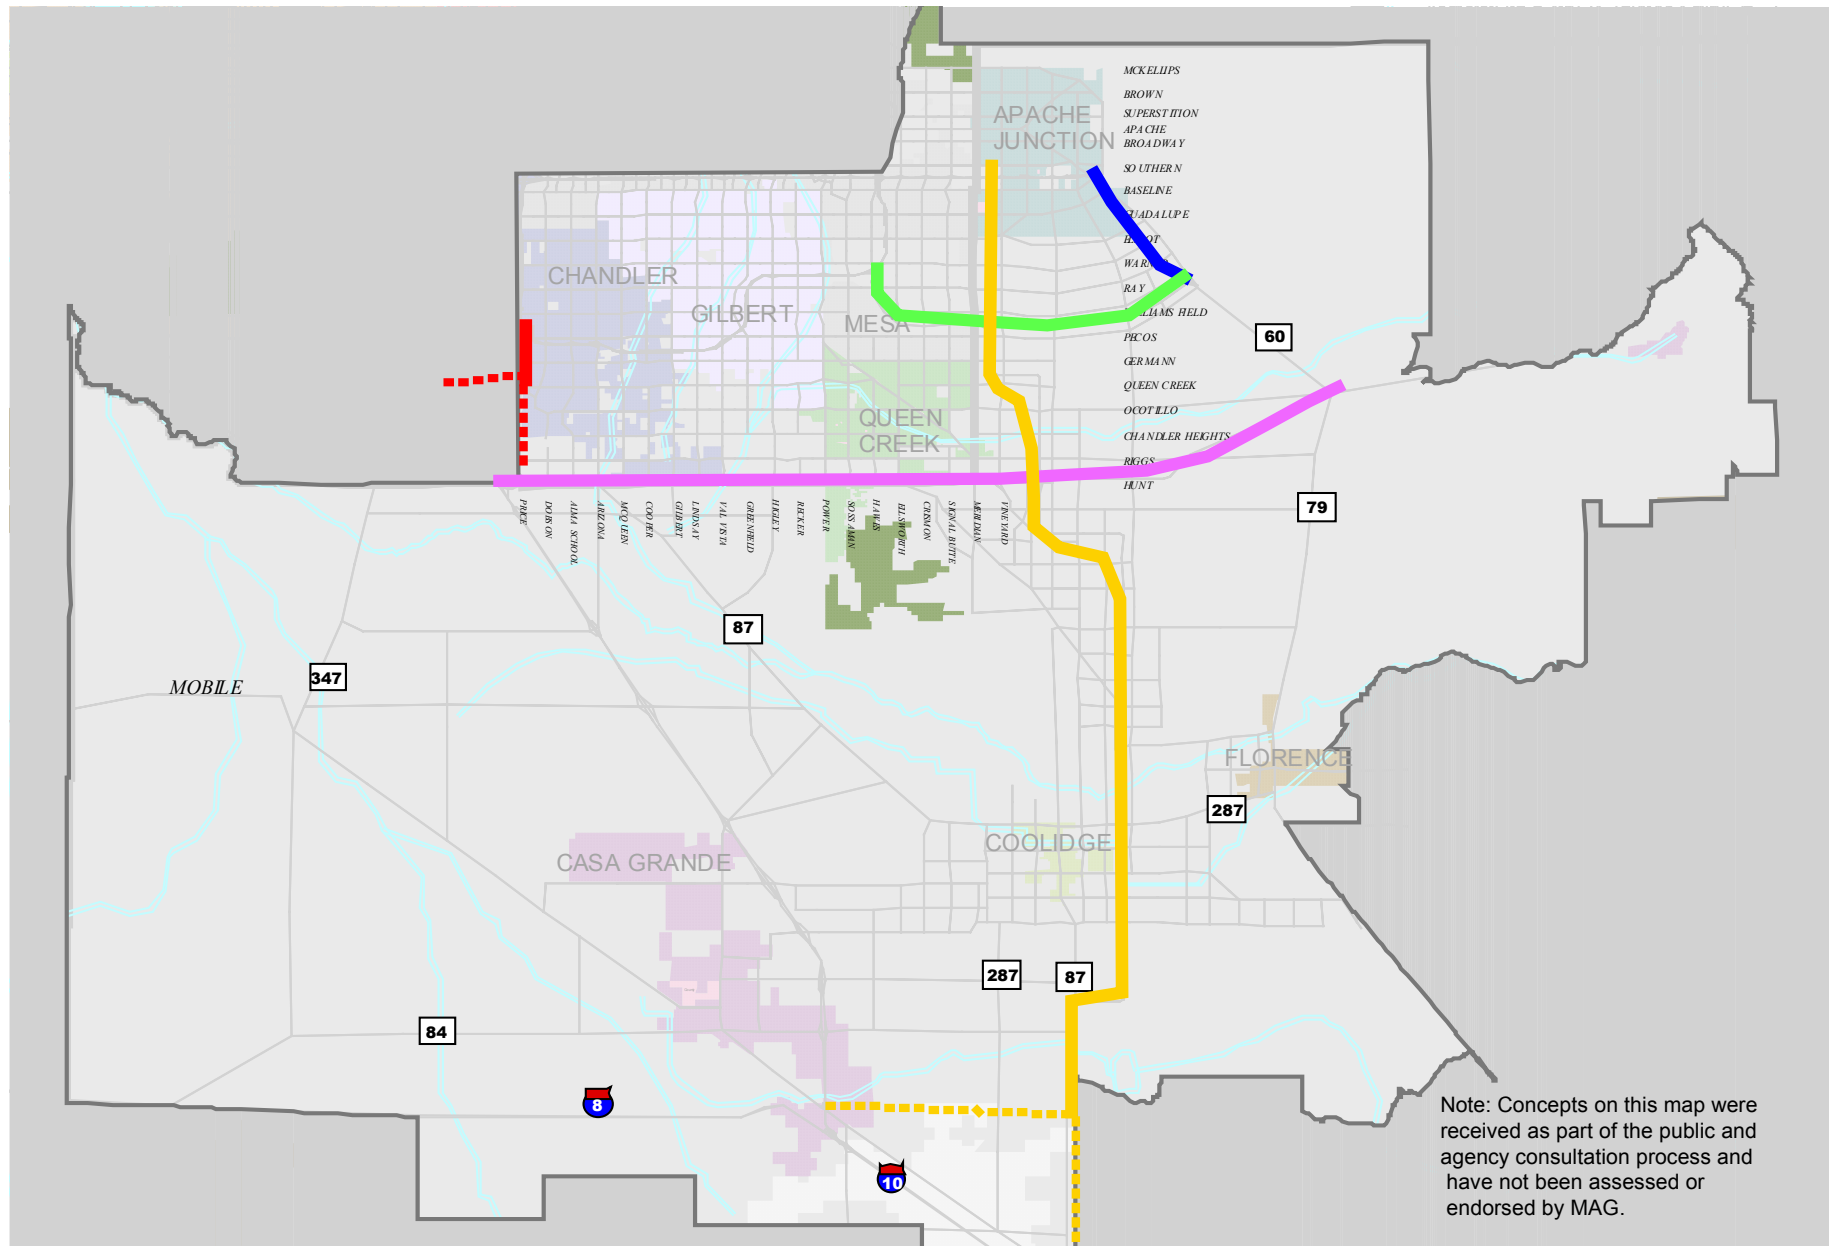 MCKELLIPS
BROWN
SUPERSTITION
APACHE
BROADWAY
SOUTHERN
BASELINE
GUADALUPE
WARNER
RAY
WILLIAMS FIELD
PECOS
GERMANN
QUEEN CREEK
OCOTILLO
CHANDLER HEIGHTS
RIGGS
HUNT
APACHE
JUNCTION
CHANDLER
GILBERT
MESA
60
QUEEN
CREEK
79
PRICE
DOBSON
ALMA SCHOOL
ARIZONA
MCQUEEN
COOPER
GILBERT
LINDSAY
VAL VISTA
GREENFIELD
HIGLEY
RECKER
POWER
SOSSAMAN
HAWES
ELLSWORTH
CRISMON
SIGNAL BUTTE
MERIDIAN
VINEYARD
87
347
MOBILE
FLORENCE
287
COOLIDGE
CASA GRANDE
287
87
84
8
10
Note: Concepts on this map were
received as part of the public and
agency consultation process and
have not been assessed or
endorsed by MAG.